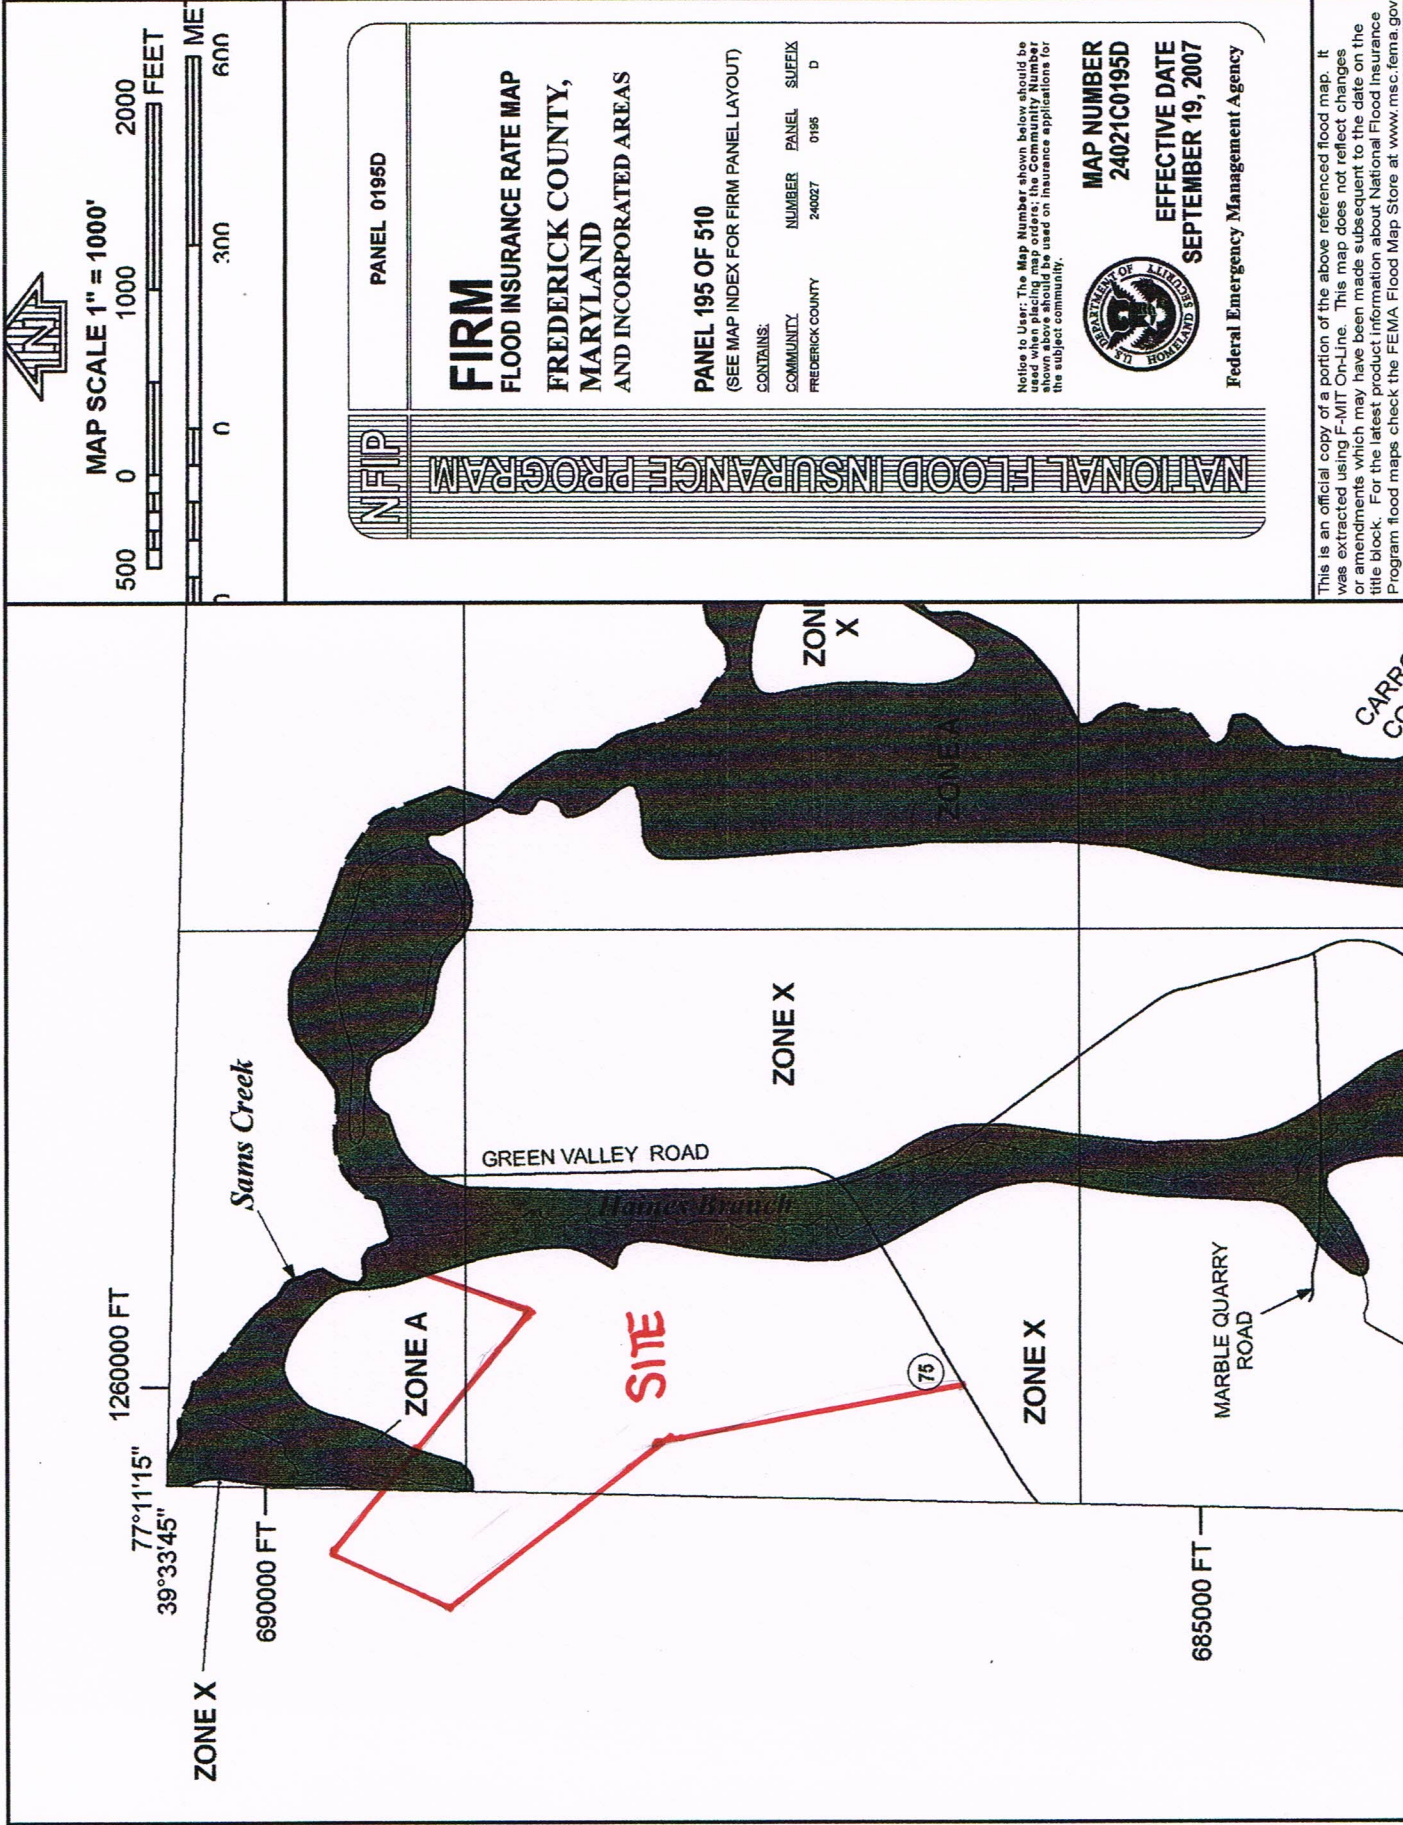 MAP SCALE 1" = 1000'
500 0 1000 2000
FEET
0 300 600
ME
NFIP
PANEL 0195D
FIRM
FLOOD INSURANCE RATE MAP
FREDERICK COUNTY,
MARYLAND
AND INCORPORATED AREAS
PANEL 195 OF 510
(SEE MAP INDEX FOR FIRM PANEL LAYOUT)
CONTAINS:
COMMUNITY NUMBER PANEL SUFFIX
FREDERICK COUNTY 240027 0195 D
Notice to User: The Map Number shown below should be
used when placing map orders; the Community Number
shown above should be used on insurance applications for
the subject community.
MAP NUMBER
24021C0195D
EFFECTIVE DATE
SEPTEMBER 19, 2007
Federal Emergency Management Agency
U.S. DEPARTMENT OF HOMELAND SECURITY
NATIONAL FLOOD INSURANCE PROGRAM
This is an official copy of a portion of the above referenced flood map. It
was extracted using F-MIT On-Line. This map does not reflect changes
or amendments which may have been made subsequent to the date on the
title block. For the latest product information about National Flood Insurance
Program flood maps check the FEMA Flood Map Store at www.msc.fema.gov
1260000 FT
77°11'15"
39°33'45"
690000 FT
ZONE X
Sams Creek
ZONE A
GREEN VALLEY ROAD
Haines Branch
SITE
ZONE X
ZONE X
ZONE A
75
ZONE X
MARBLE QUARRY
ROAD
685000 FT
CARR
CO